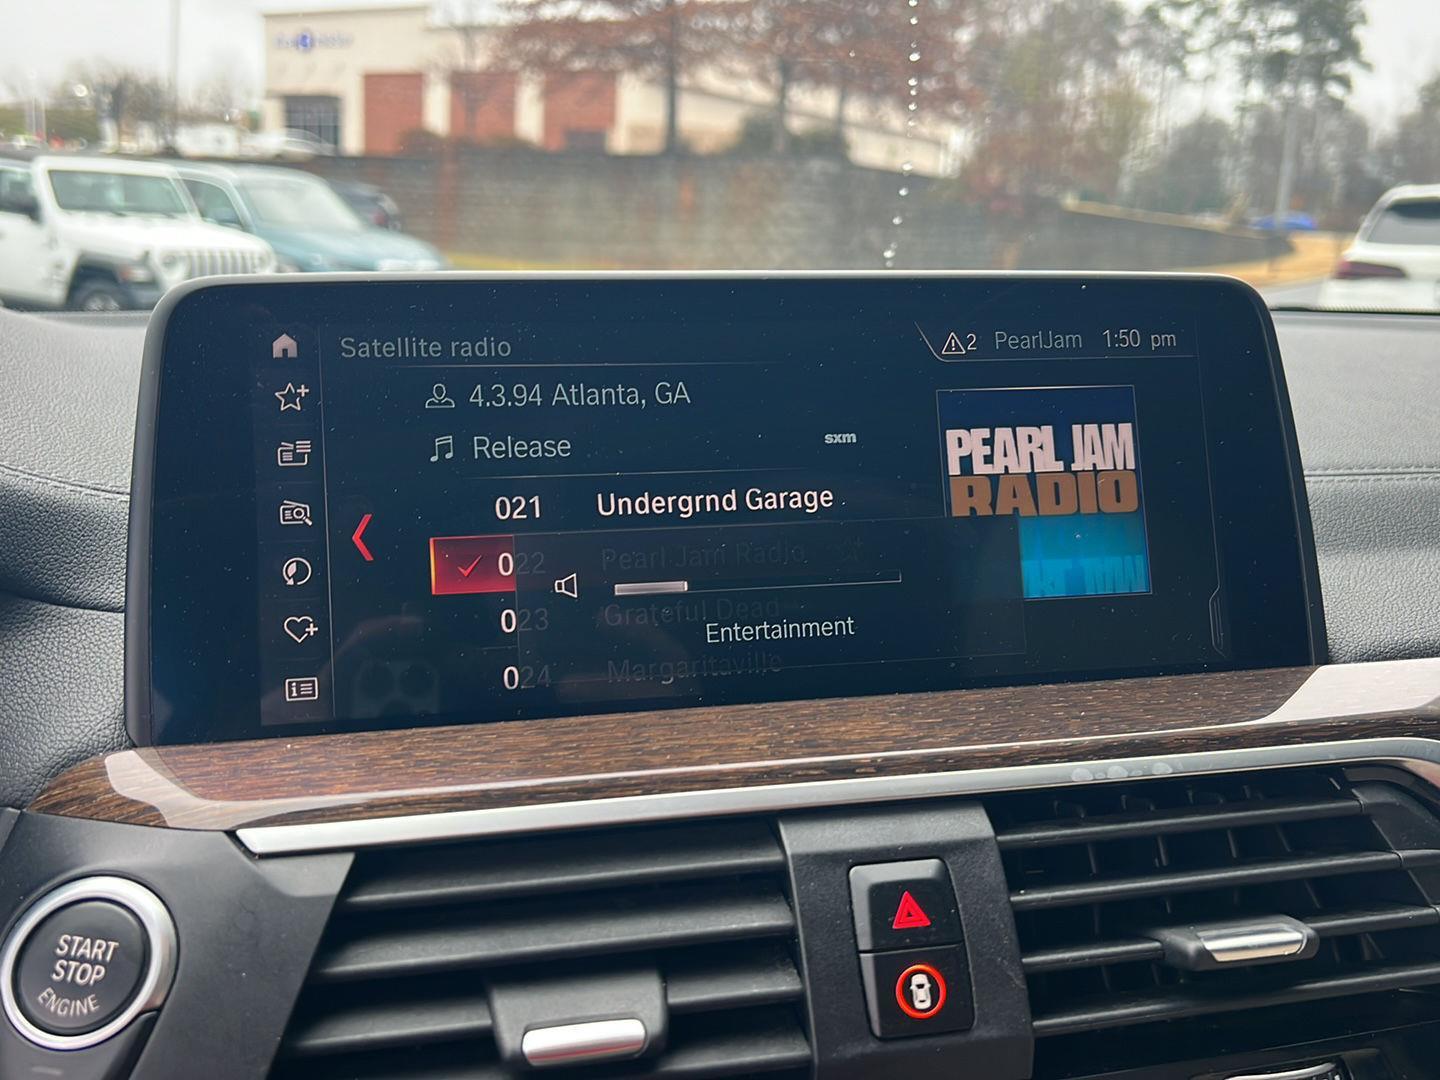 Satellite radio
2 PearlJam 1:50 pm
4.3.94 Atlanta, GA
Release
sxm
021 Undergrnd Garage
022 Pearl Jam Radio
023 Grateful Dead
Entertainment
024 Margaritaville
PEARL JAM
RADIO
START
STOP
ENGINE